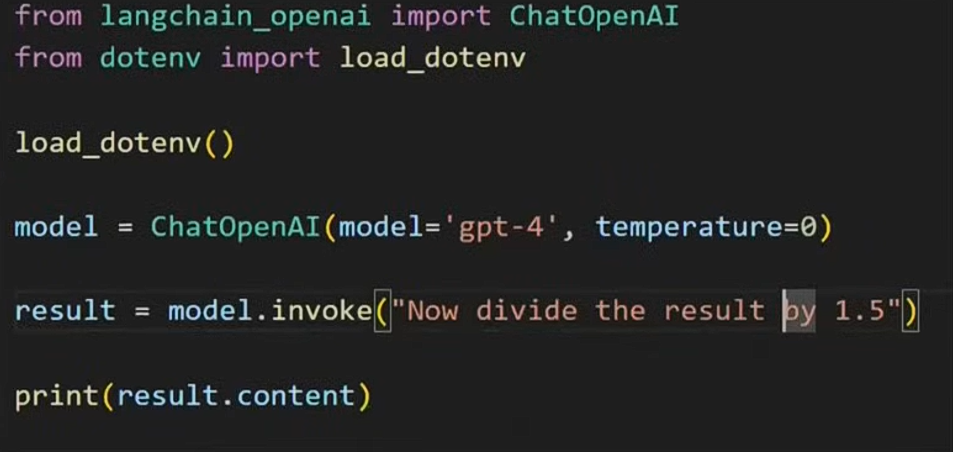 from langchain_openai import ChatOpenAI
from dotenv import load_dotenv
load_dotenv()
model = ChatOpenAI(model='gpt-4', temperature=0)
result = model.invoke("Now divide the result by 1.5")
print(result.content)